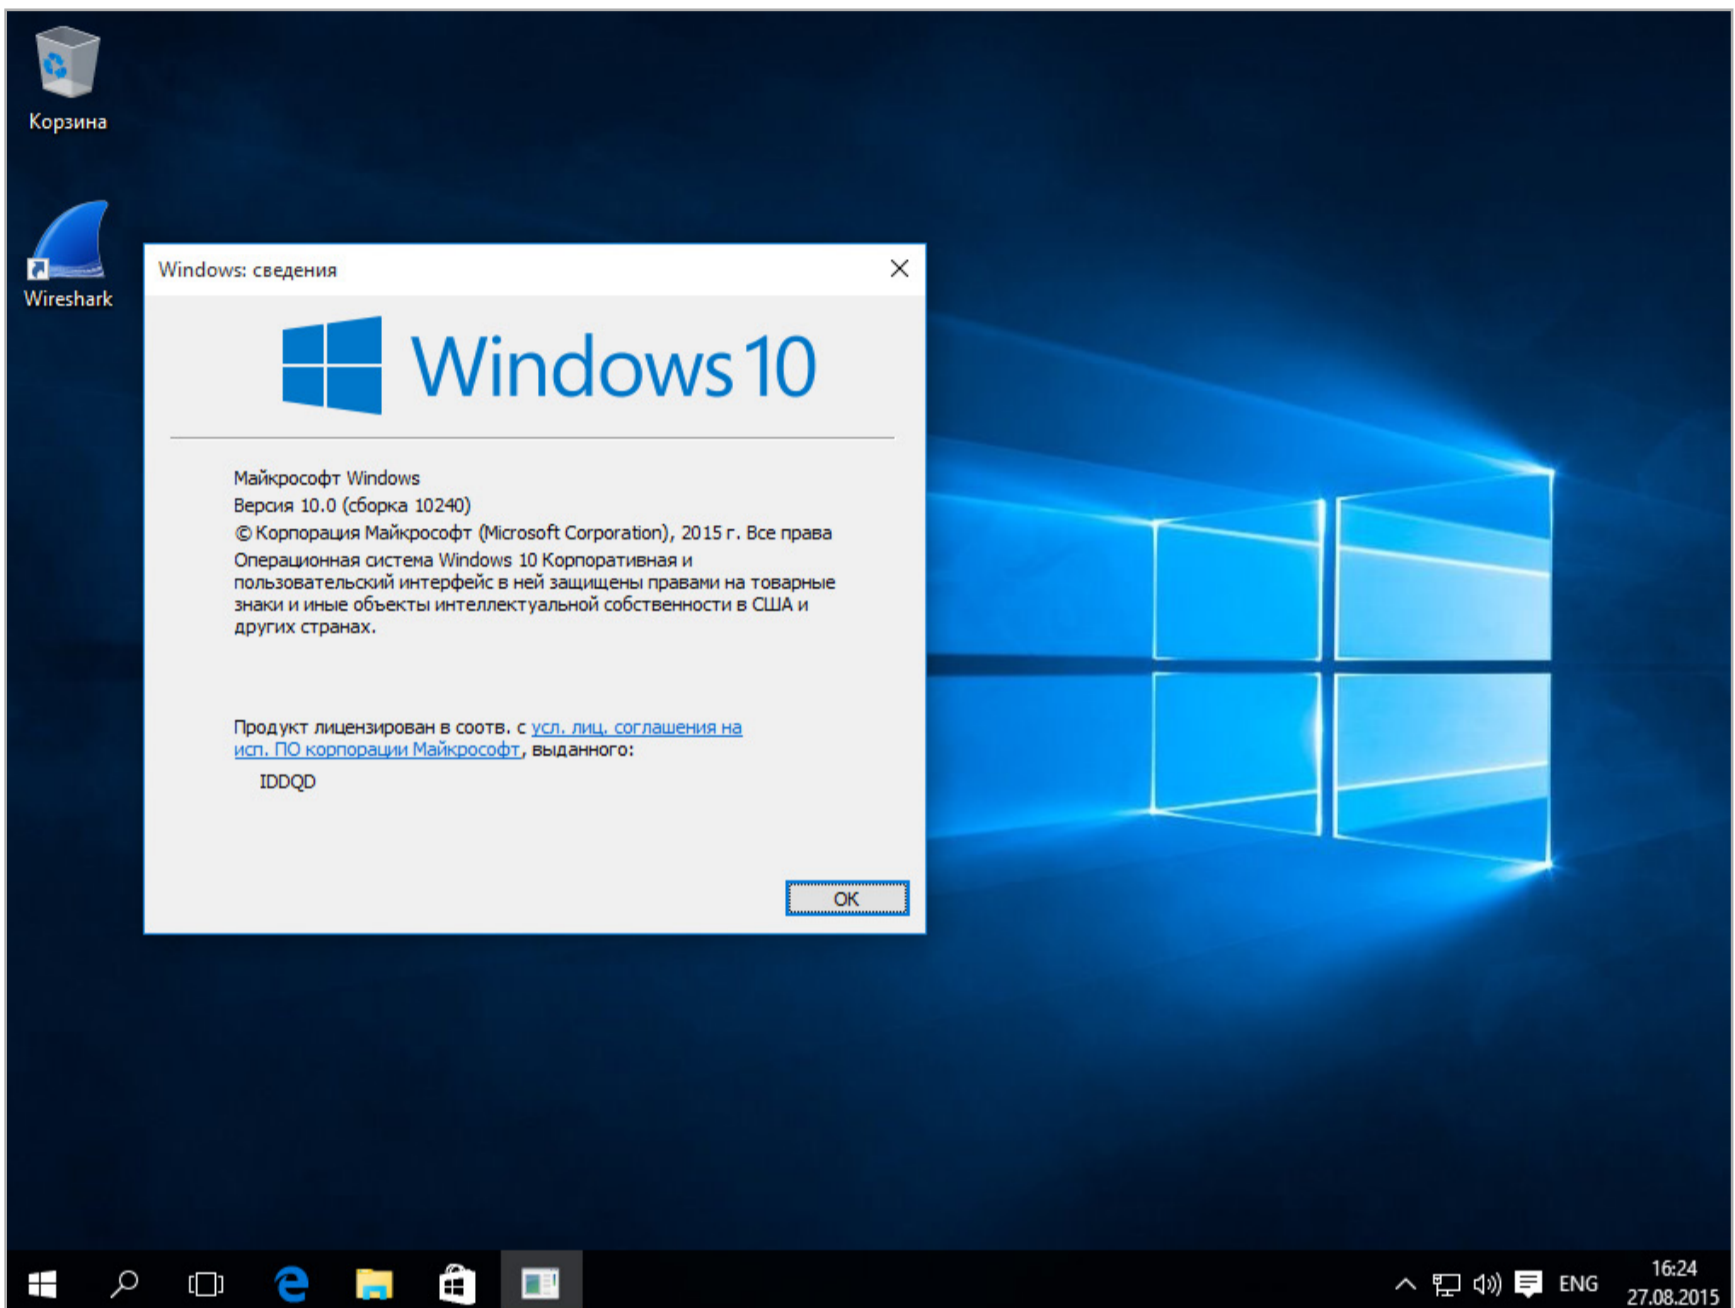 Корзина
Wireshark
Windows: сведения
Windows 10
Майкрософт Windows
Версия 10.0 (сборка 10240)
© Корпорация Майкрософт (Microsoft Corporation), 2015 г. Все права
Операционная система Windows 10 Корпоративная и
пользовательский интерфейс в ней защищены правами на товарные
знаки и иные объекты интеллектуальной собственности в США и
других странах.
Продукт лицензирован в соотв. с усл. лиц. соглашения на
исп. ПО корпорации Майкрософт, выданного:
IDDQD
OK
ENG
16:24
27.08.2015